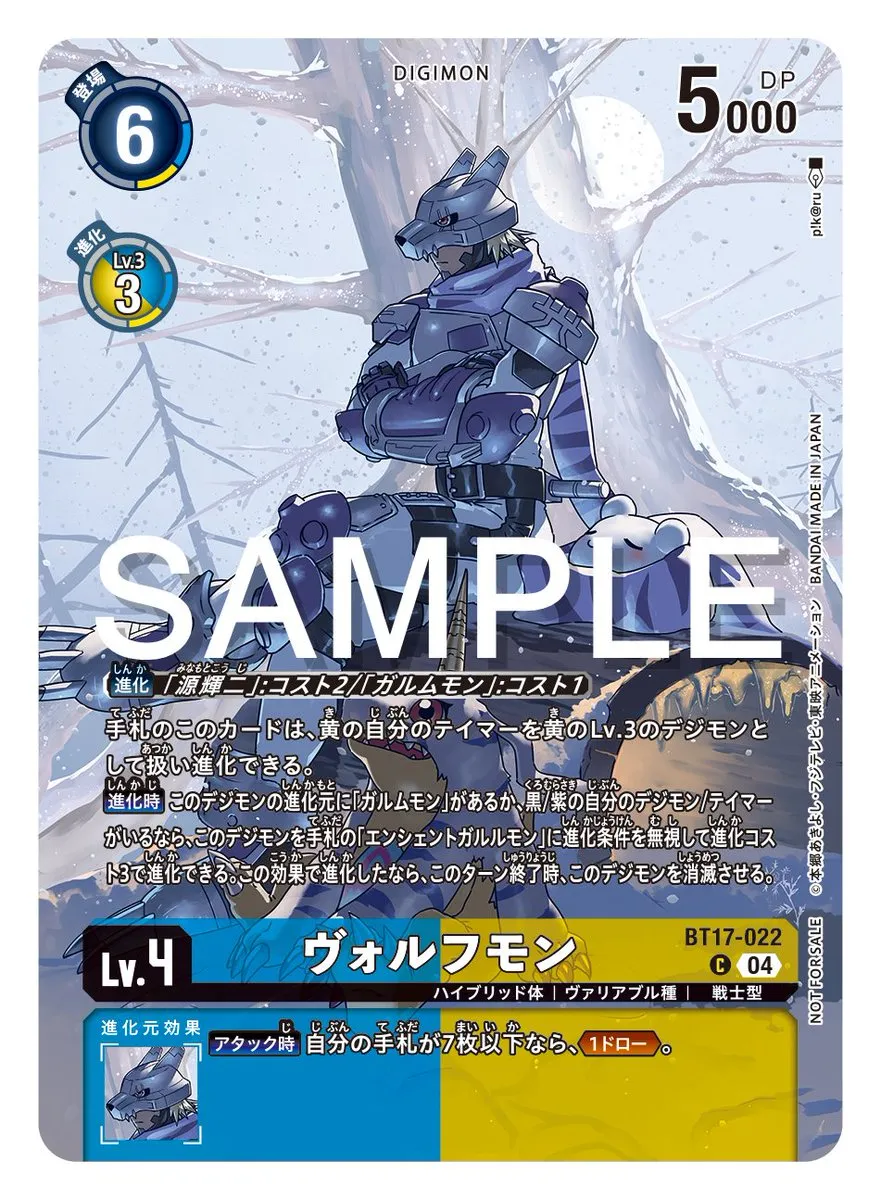 登場
6
DIGIMON
5000
DP
進化
Lv.3
3
p!k@ru
SAMPLE
進化 「源輝二」:コスト2/「ガルムモン」:コスト1
手札のこのカードは、黄の自分のテイマーを黄のLv.3のデジモンと
して扱い進化できる。
進化時 このデジモンの進化元に「ガルムモン」があるか、黒/紫の自分のデジモン/テイマー
がいるなら、このデジモンを手札の「エンシェントガルルモン」に進化条件を無視して進化コス
ト3で進化できる。この効果で進化したなら、このターン終了時、このデジモンを消滅させる。
©本郷あきよし・フジテレビ・東映アニメーション BANDAI MADE IN JAPAN
NOT FOR SALE
Lv.4
ヴォルフモン
BT17-022
C 04
ハイブリッド体 | ヴァリアブル種 | 戦士型
進化元効果
アタック時 自分の手札が7枚以下なら、1ドロー。